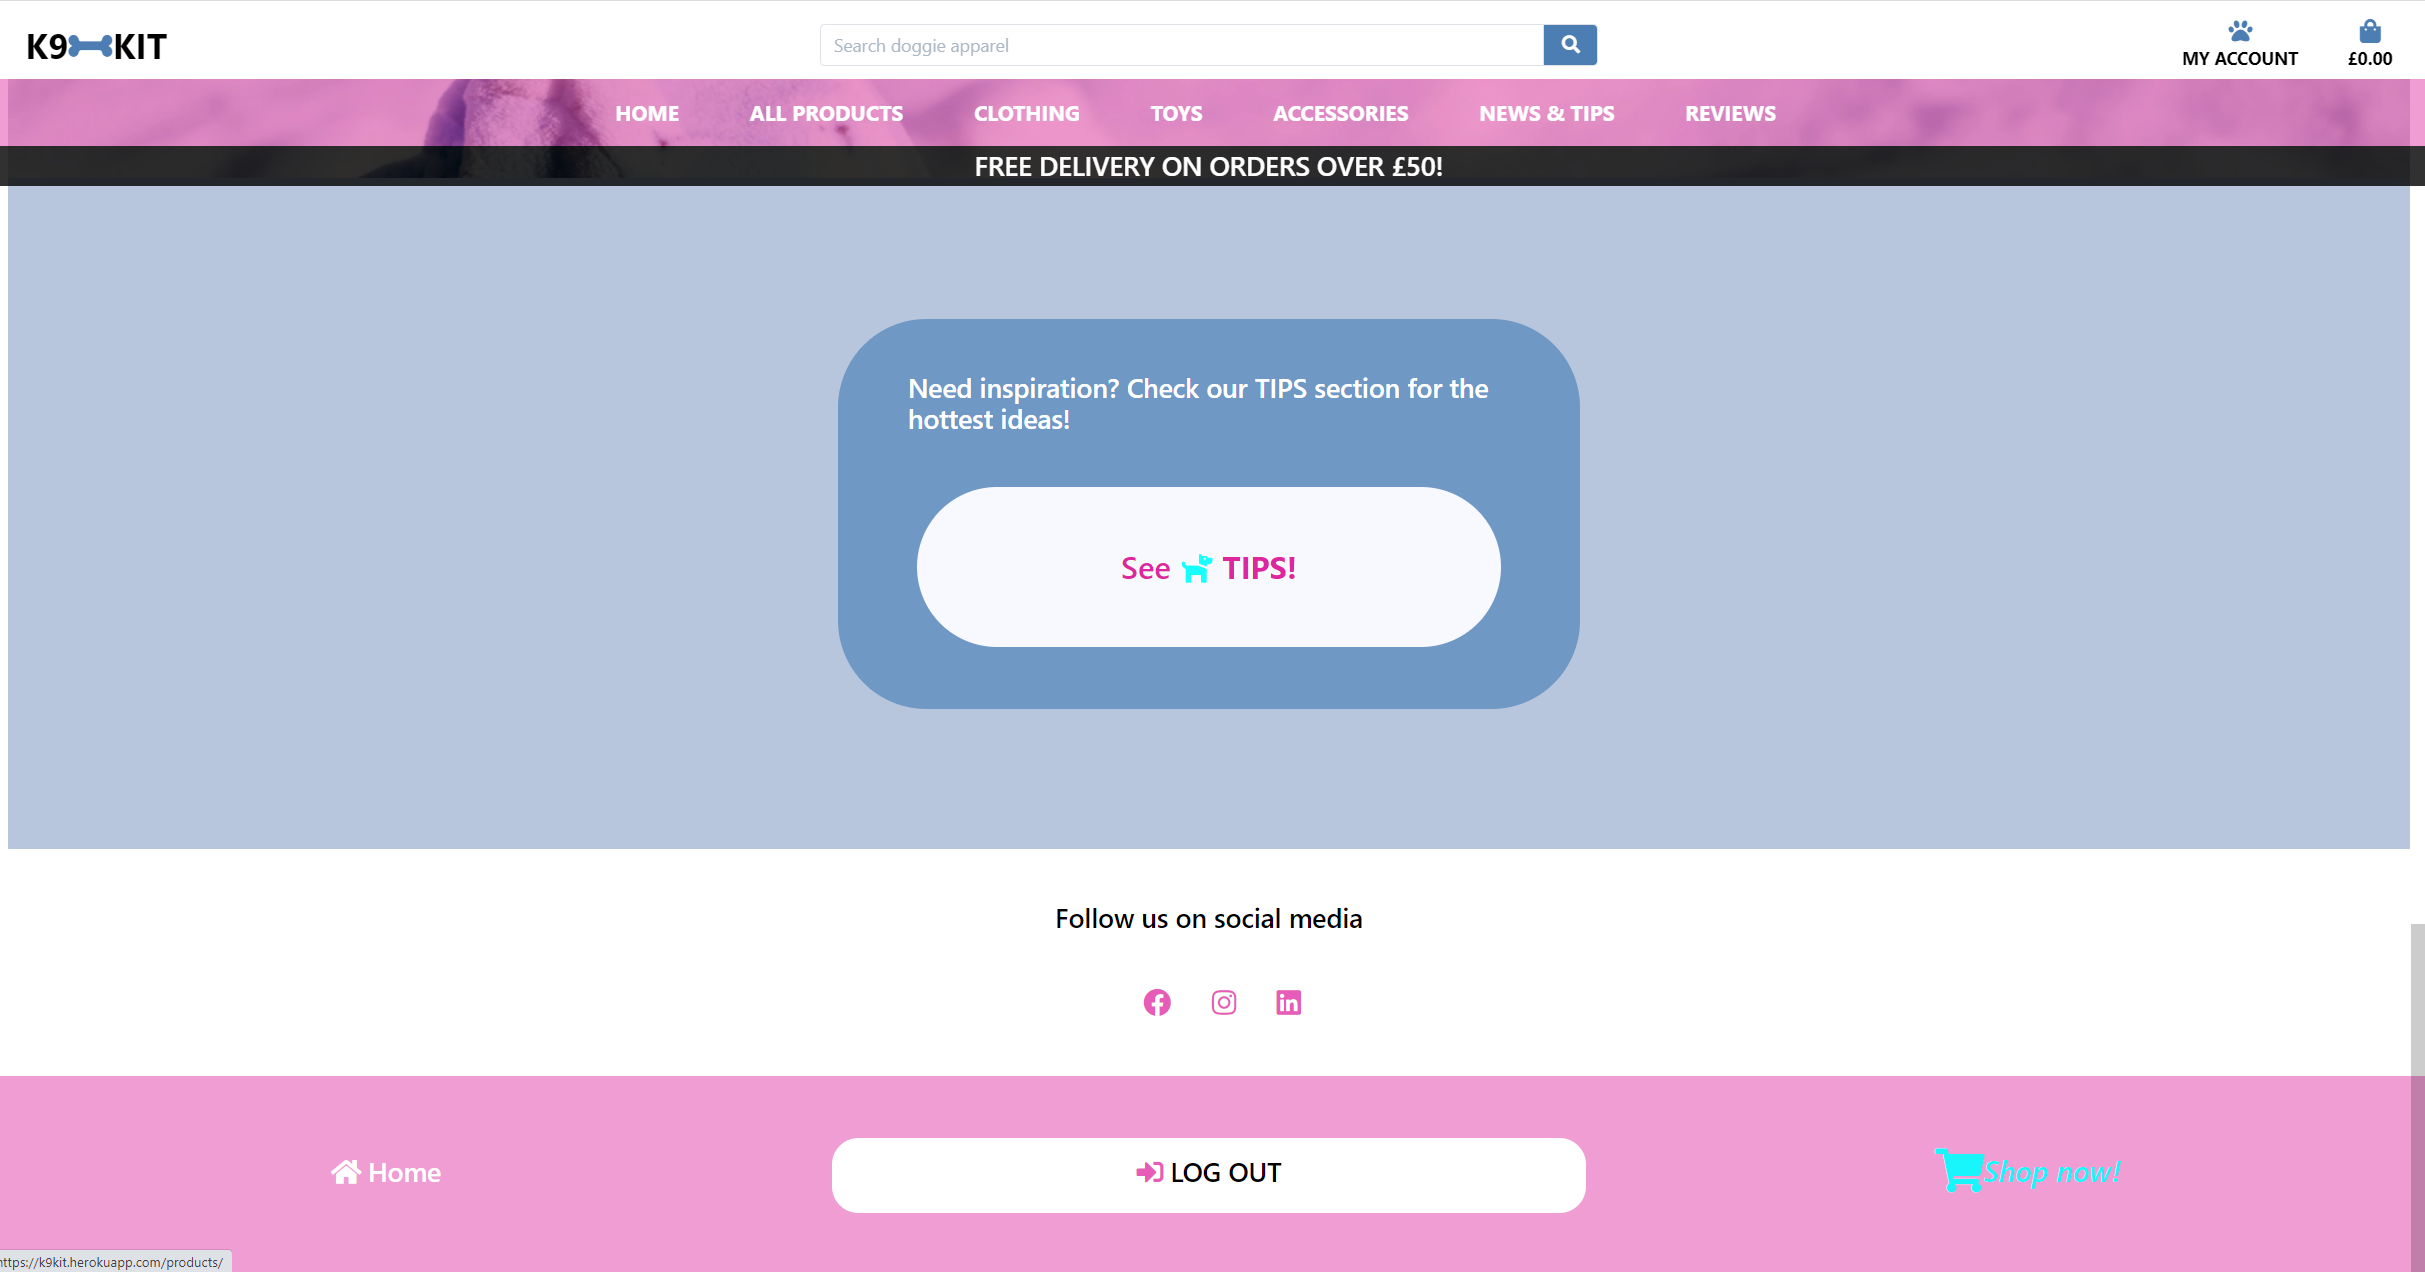 K9 KIT
Search doggie apparel
MY ACCOUNT
£0.00
HOME
ALL PRODUCTS
CLOTHING
TOYS
ACCESSORIES
NEWS & TIPS
REVIEWS
FREE DELIVERY ON ORDERS OVER £50!
Need inspiration? Check our TIPS section for the
hottest ideas!
See TIPS!
Follow us on social media
Home
LOG OUT
Shop now!
https://k9kit.herokuapp.com/products/